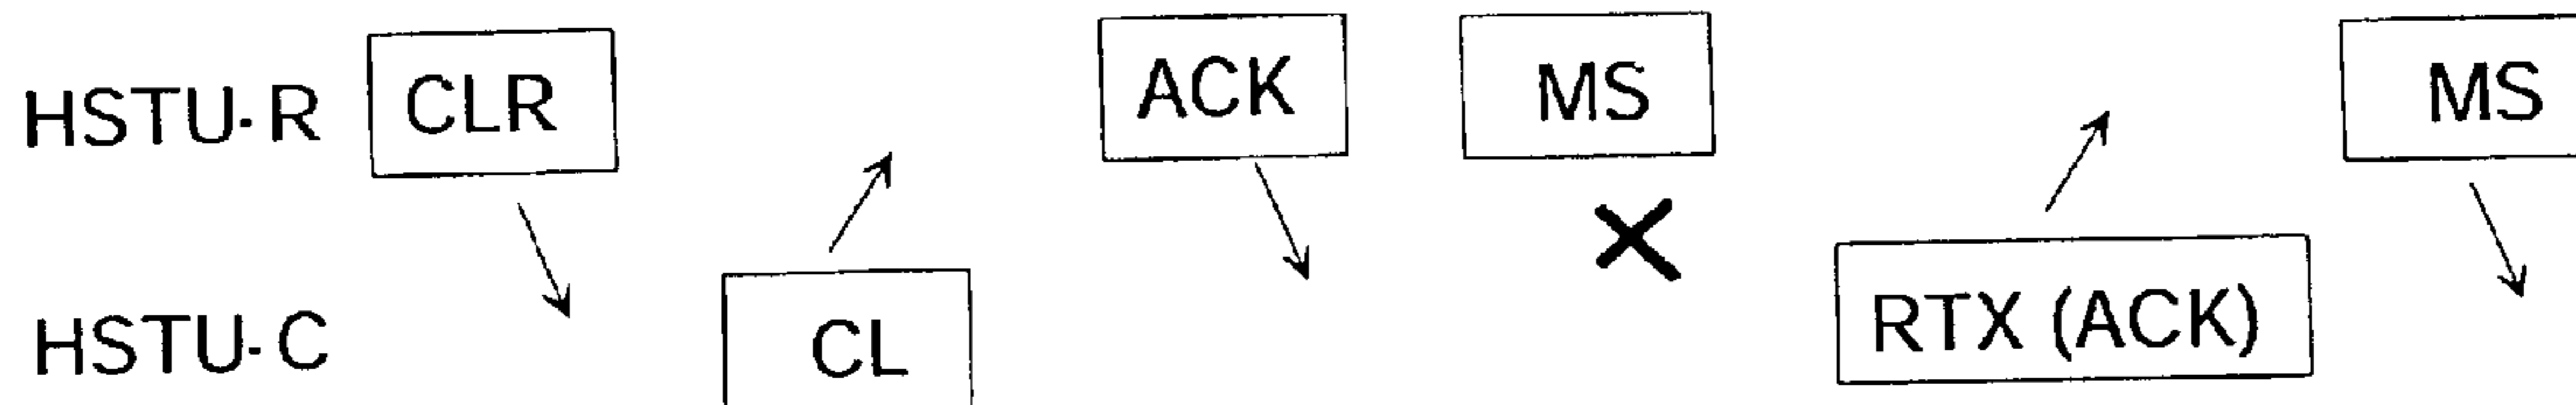 HSTU-R CLR ACK MS MS
HSTU-C CL RTX (ACK)